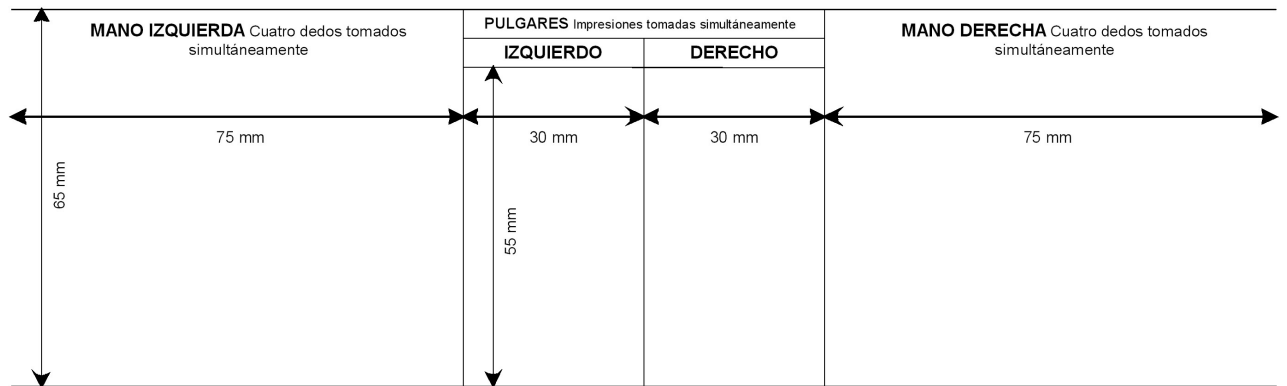 MANO IZQUIERDA Cuatro dedos tomados
simultáneamente
PULGARES Impresiones tomadas simultáneamente
IZQUIERDO
DERECHO
MANO DERECHA Cuatro dedos tomados
simultáneamente
75 mm
30 mm
30 mm
75 mm
65 mm
55 mm